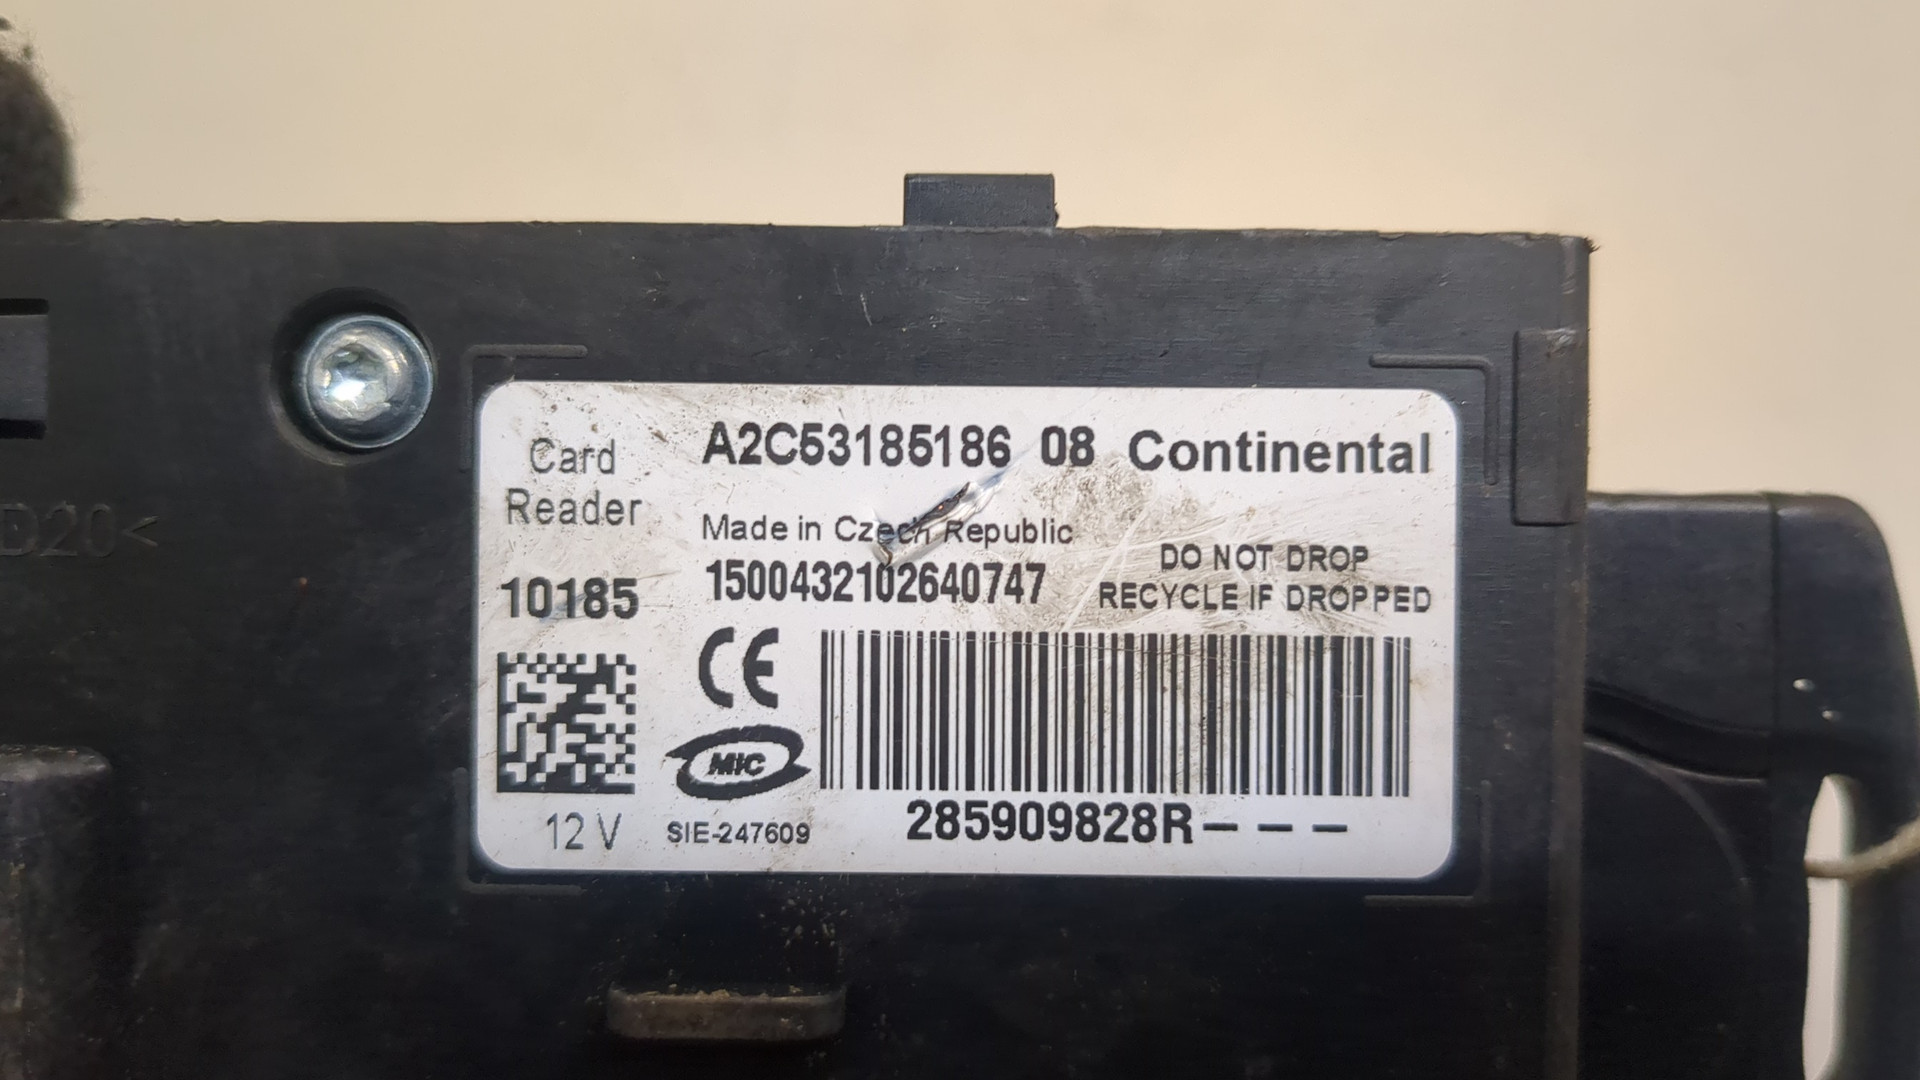 Card
Reader
10185
12 V
A2C53185186 08 Continental
Made in Czech Republic
1500432102640747
DO NOT DROP
RECYCLE IF DROPPED
CE
MIC
SIE-247609
285909828R---
D20<